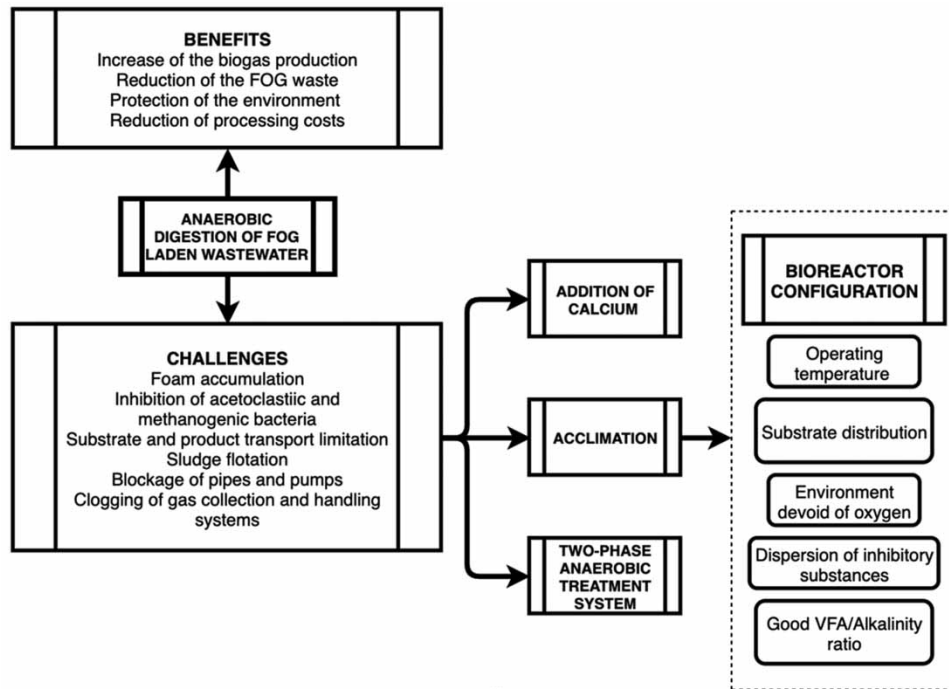 BENEFITS
Increase of the biogas production
Reduction of the FOG waste
Protection of the environment
Reduction of processing costs
ANAEROBIC
DIGESTION OF FOG
LADEN WASTEWATER
CHALLENGES
Foam accumulation
Inhibition of acetoclastiic and
methanogenic bacteria
Substrate and product transport limitation
Sludge flotation
Blockage of pipes and pumps
Clogging of gas collection and handling
systems
ADDITION OF
CALCIUM
ACCLIMATION
TWO-PHASE
ANAEROBIC
TREATMENT
SYSTEM
BIOREACTOR
CONFIGURATION
Operating
temperature
Substrate distribution
Environment
devoid of oxygen
Dispersion of inhibitory
substances
Good VFA/Alkalinity
ratio